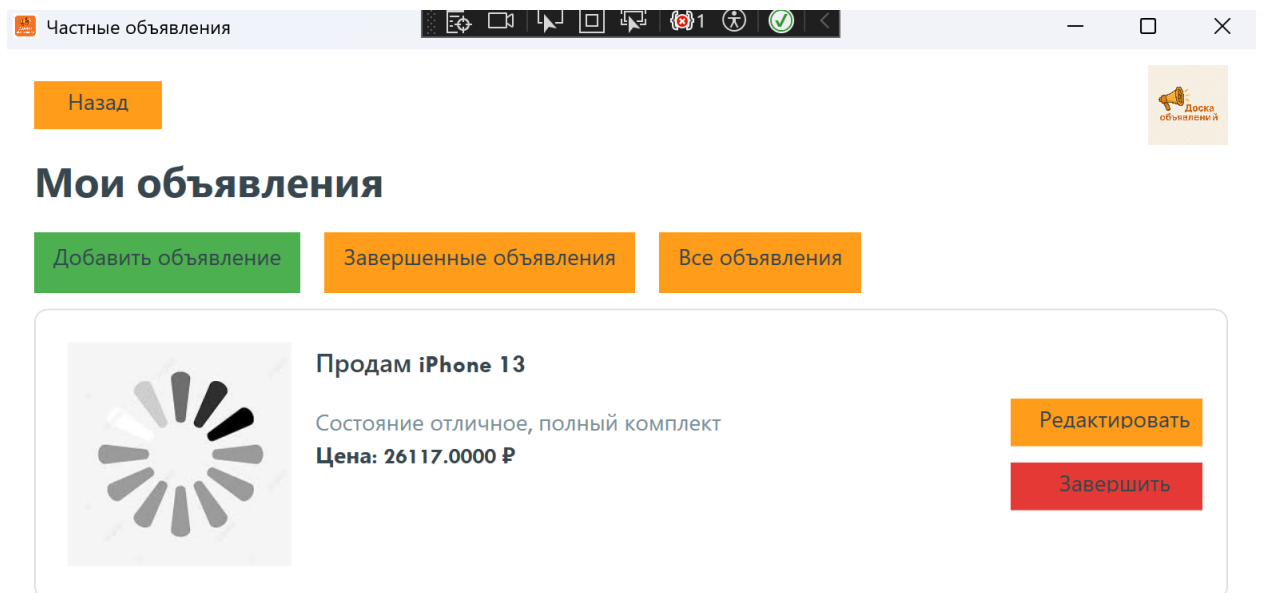 Частные объявления
1
Назад
Доска
объявлений
Мои объявления
Добавить объявление
Завершенные объявления
Все объявления
Продам iPhone 13
Состояние отличное, полный комплект
Цена: 26117.0000 ₽
Редактировать
Завершить